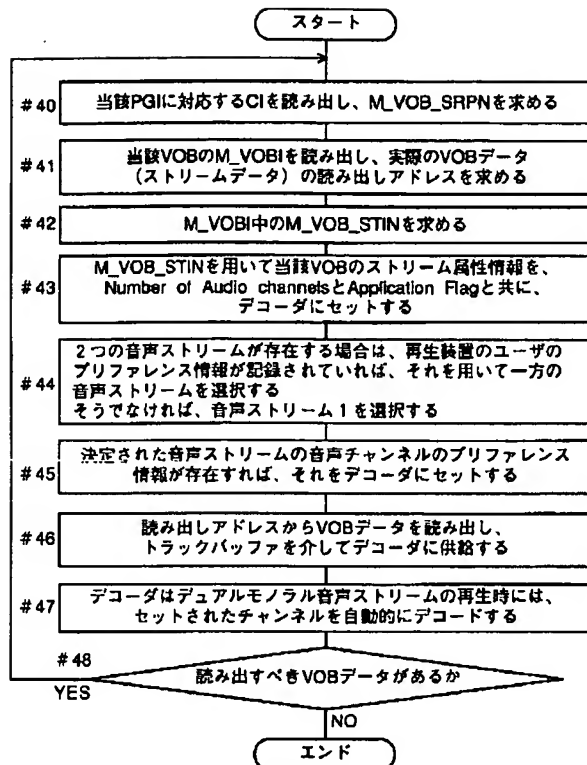 スタート
#40
当該PGIに対応するCIを読み出し、M_VOB_SRPNを求める
#41
当該VOBのM_VOBIを読み出し、実際のVOBデータ
（ストリームデータ）の読み出しアドレスを求める
#42
M_VOBI中のM_VOB_STINを求める
#43
M_VOB_STINを用いて当該VOBのストリーム属性情報を、
Number of Audio channelsとApplication Flagと共に、
デコーダにセットする
#44
２つの音声ストリームが存在する場合は、再生装置のユーザの
プリファレンス情報が記録されていれば、それを用いて一方の
音声ストリームを選択する
そうでなければ、音声ストリーム１を選択する
#45
決定された音声ストリームの音声チャンネルのプリファレンス
情報が存在すれば、それをデコーダにセットする
#46
読み出しアドレスからVOBデータを読み出し、
トラックバッファを介してデコーダに供給する
#47
デコーダはデュアルモノラル音声ストリームの再生時には、
セットされたチャンネルを自動的にデコードする
#48
読み出すべきVOBデータがあるか
YES
NO
エンド